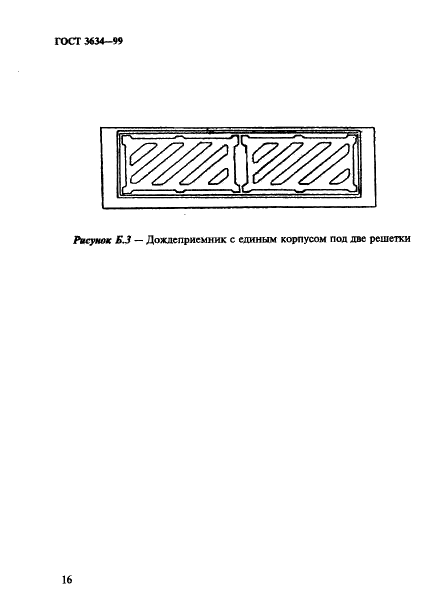 ГОСТ 3634—99
Рисунок Б.3 — Дождеприемник с единым корпусом под две решетки
16